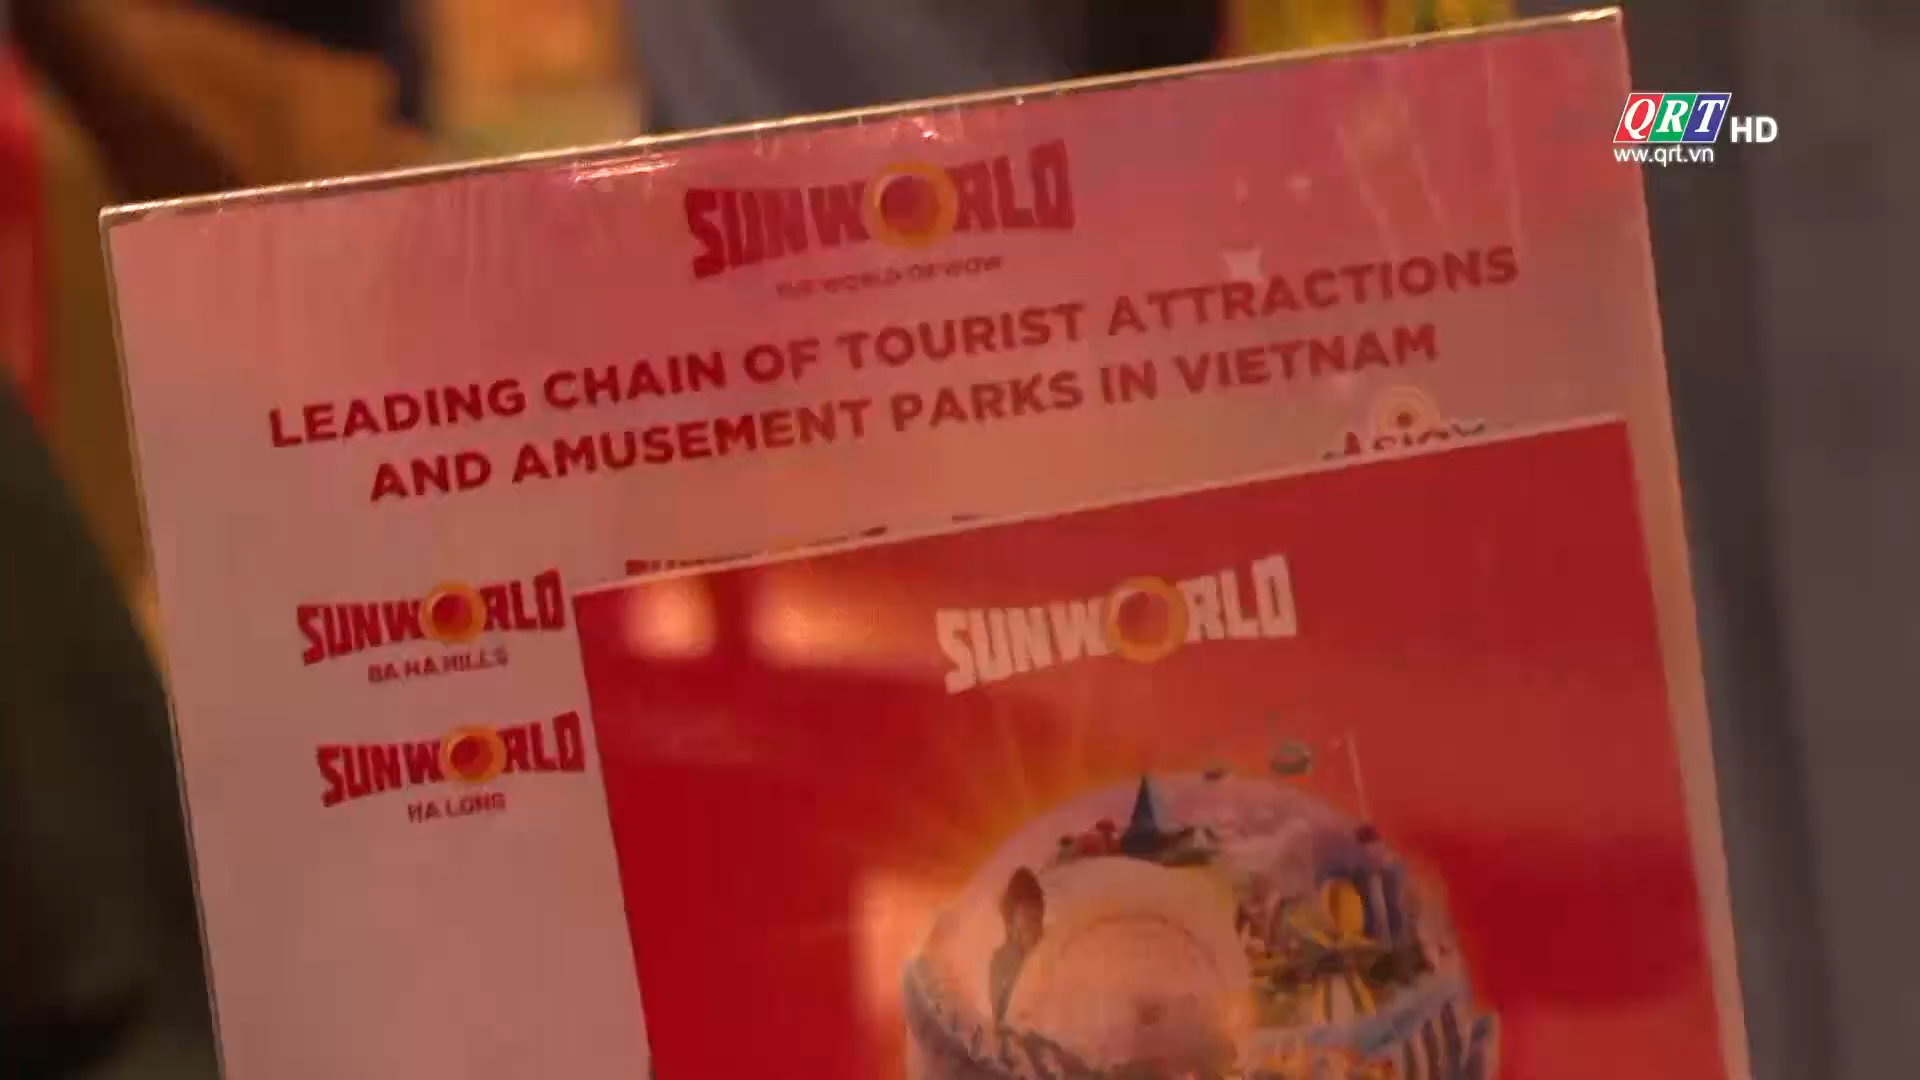 QRT HD
ww.qrt.vn
SUNWORLD
LEADING CHAIN OF TOURIST ATTRACTIONS
AND AMUSEMENT PARKS IN VIETNAM
SUNWORLD
BA NA HILLS
SUNWORLD
HA LONG
SUNWORLD